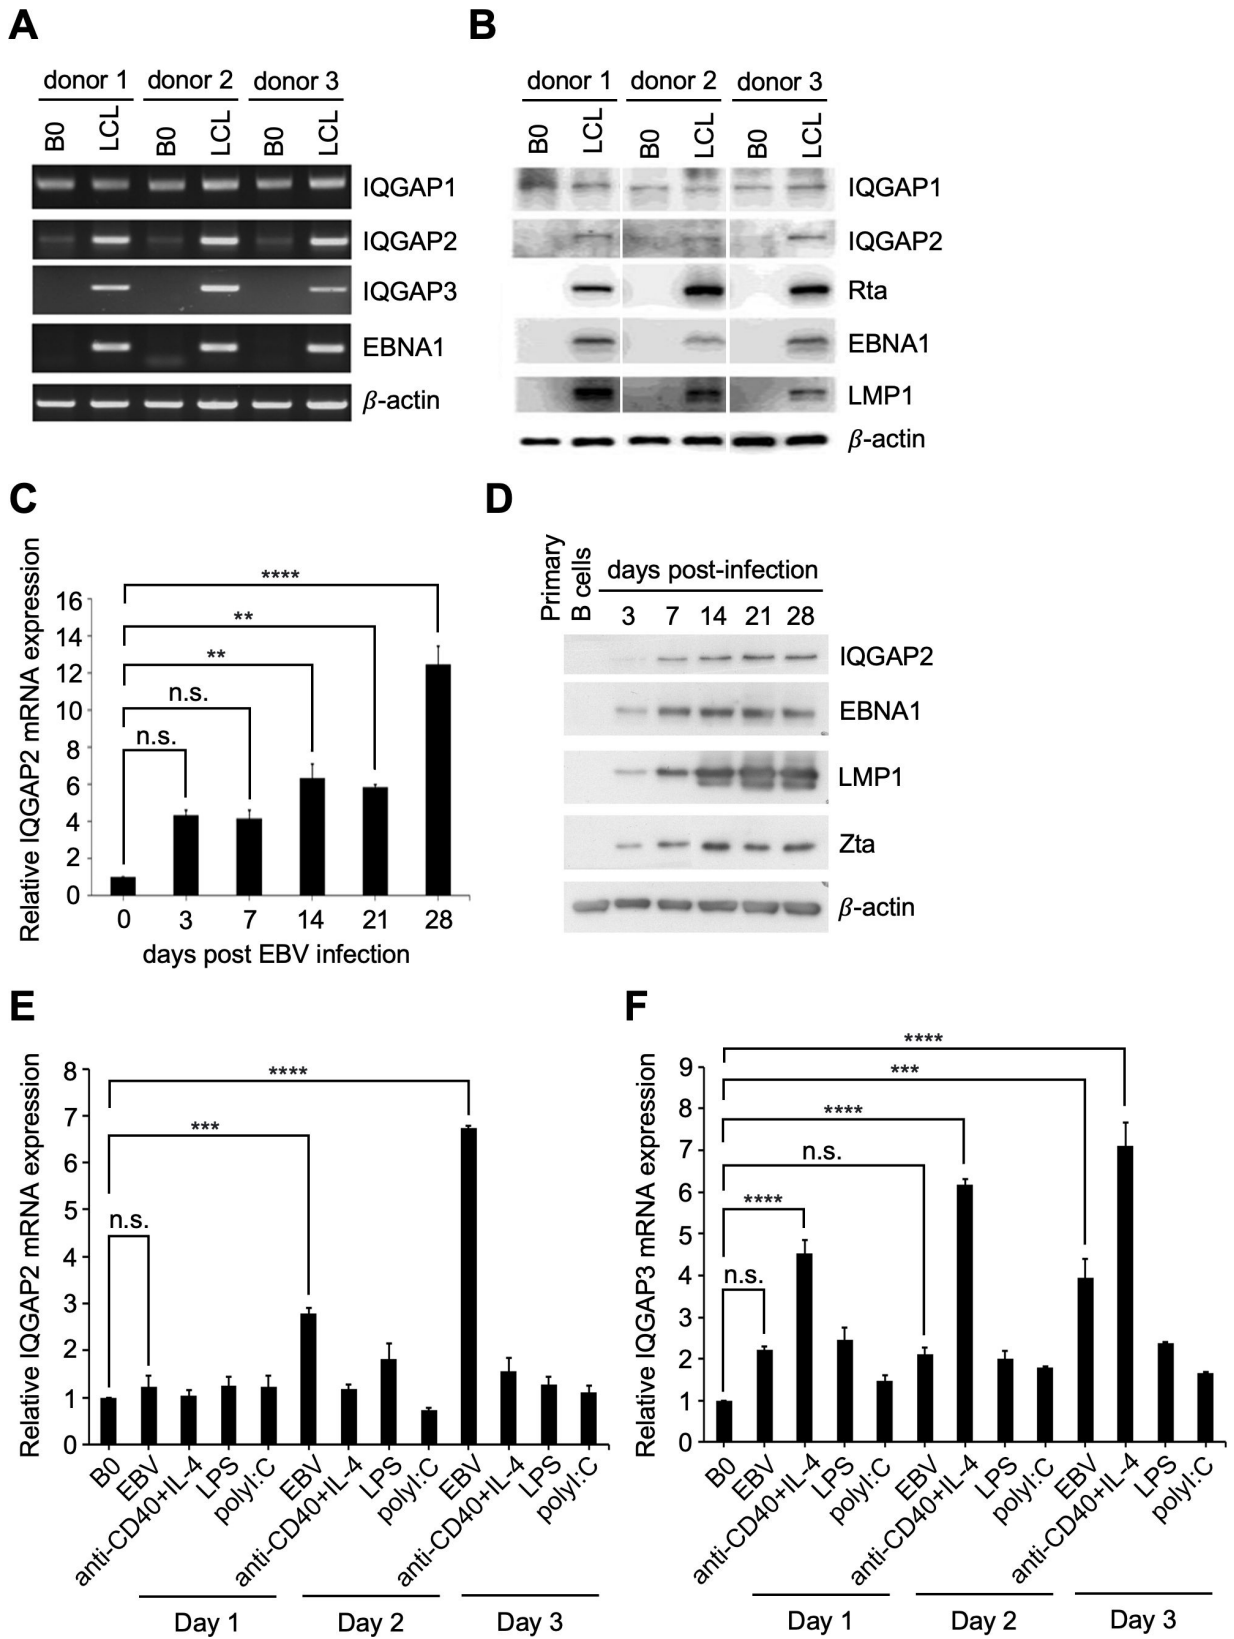 A
donor 1 donor 2 donor 3
B0 LCL B0 LCL B0 LCL
IQGAP1
IQGAP2
IQGAP3
EBNA1
β-actin
B
donor 1 donor 2 donor 3
B0 LCL B0 LCL B0 LCL
IQGAP1
IQGAP2
Rta
EBNA1
LMP1
β-actin
C
Relative IQGAP2 mRNA expression
16
14
12
10
8
6
4
2
0
****
**
**
n.s.
n.s.
0 3 7 14 21 28
days post EBV infection
D
Primary
B cells
days post-infection
3 7 14 21 28
IQGAP2
EBNA1
LMP1
Zta
β-actin
E
Relative IQGAP2 mRNA expression
8
7
6
5
4
3
2
1
0
****
***
n.s.
B0 EBV anti-CD40+IL-4 LPS polyI:C EBV anti-CD40+IL-4 LPS polyI:C EBV anti-CD40+IL-4 LPS polyI:C
Day 1 Day 2 Day 3
F
Relative IQGAP3 mRNA expression
9
8
7
6
5
4
3
2
1
0
****
***
****
n.s.
****
n.s.
B0 EBV anti-CD40+IL-4 LPS polyI:C EBV anti-CD40+IL-4 LPS polyI:C EBV anti-CD40+IL-4 LPS polyI:C
Day 1 Day 2 Day 3